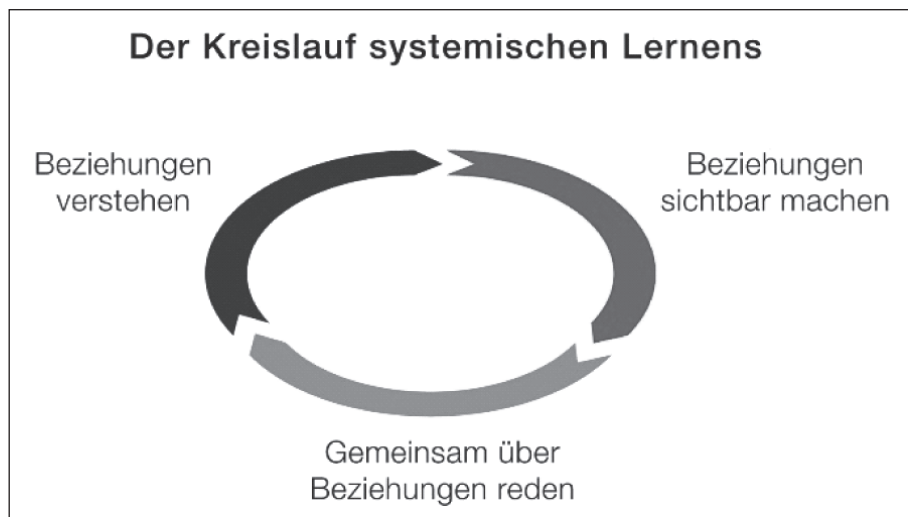 Der Kreislauf systemischen Lernens
Beziehungen
verstehen
Beziehungen
sichtbar machen
Gemeinsam über
Beziehungen reden